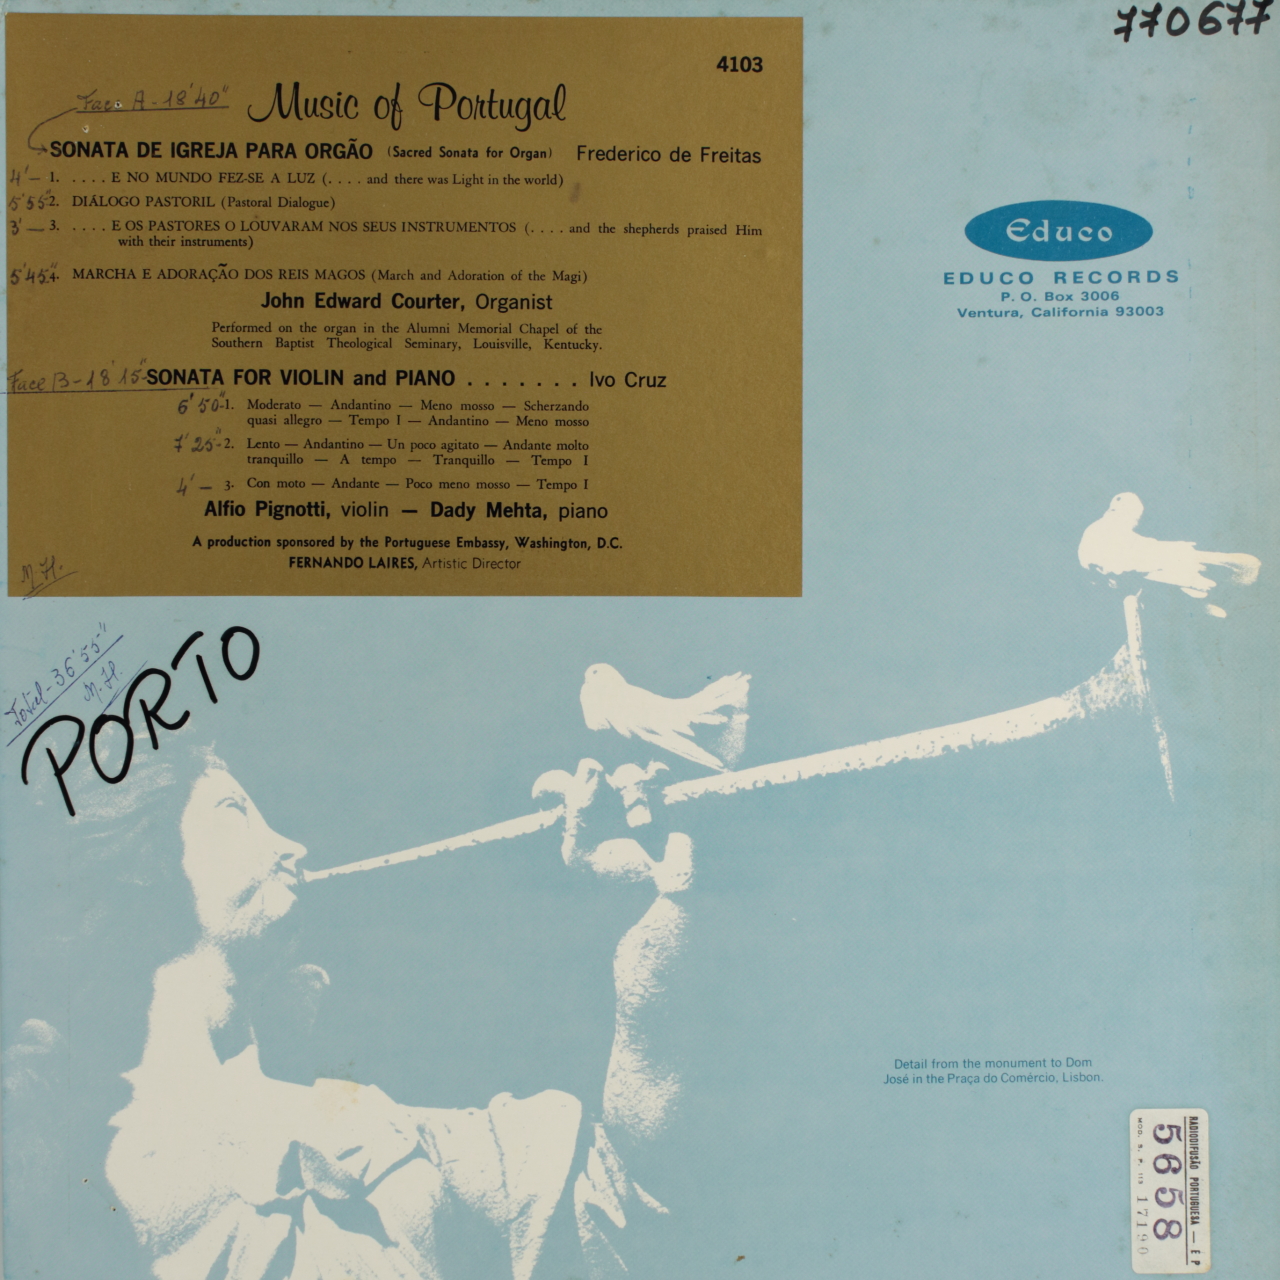 770677
4103
Face A - 18'40"
Music of Portugal
SONATA DE IGREJA PARA ORGÃO (Sacred Sonata for Organ) Frederico de Freitas
4' — 1. . . . . E NO MUNDO FEZ-SE A LUZ (. . . . and there was Light in the world)
5'55" 2. DIÁLOGO PASTORIL (Pastoral Dialogue)
3' — 3. . . . . E OS PASTORES O LOUVARAM NOS SEUS INSTRUMENTOS (. . . . and the shepherds praised Him
with their instruments)
5'45" 4. MARCHA E ADORAÇÃO DOS REIS MAGOS (March and Adoration of the Magi)
John Edward Courter, Organist
Performed on the organ in the Alumni Memorial Chapel of the
Southern Baptist Theological Seminary, Louisville, Kentucky.
Face B - 18'15" SONATA FOR VIOLIN and PIANO . . . . . . . Ivo Cruz
6'50" - 1. Moderato — Andantino — Meno mosso — Scherzando
quasi allegro — Tempo I — Andantino — Meno mosso
7'25" - 2. Lento — Andantino — Un poco agitato — Andante molto
tranquillo — A tempo — Tranquillo — Tempo I
4' — 3. Con moto — Andante — Poco meno mosso — Tempo I
Alfio Pignotti, violin — Dady Mehta, piano
A production sponsored by the Portuguese Embassy, Washington, D.C.
FERNANDO LAIRES, Artistic Director
M.H.
Educo
EDUCO RECORDS
P. O. Box 3006
Ventura, California 93003
Total - 36'55"
M.H.
PORTO
Detail from the monument to Dom
José in the Praça do Comércio, Lisbon.
RADIODIFUSÃO PORTUGUESA — E P
5658
17190